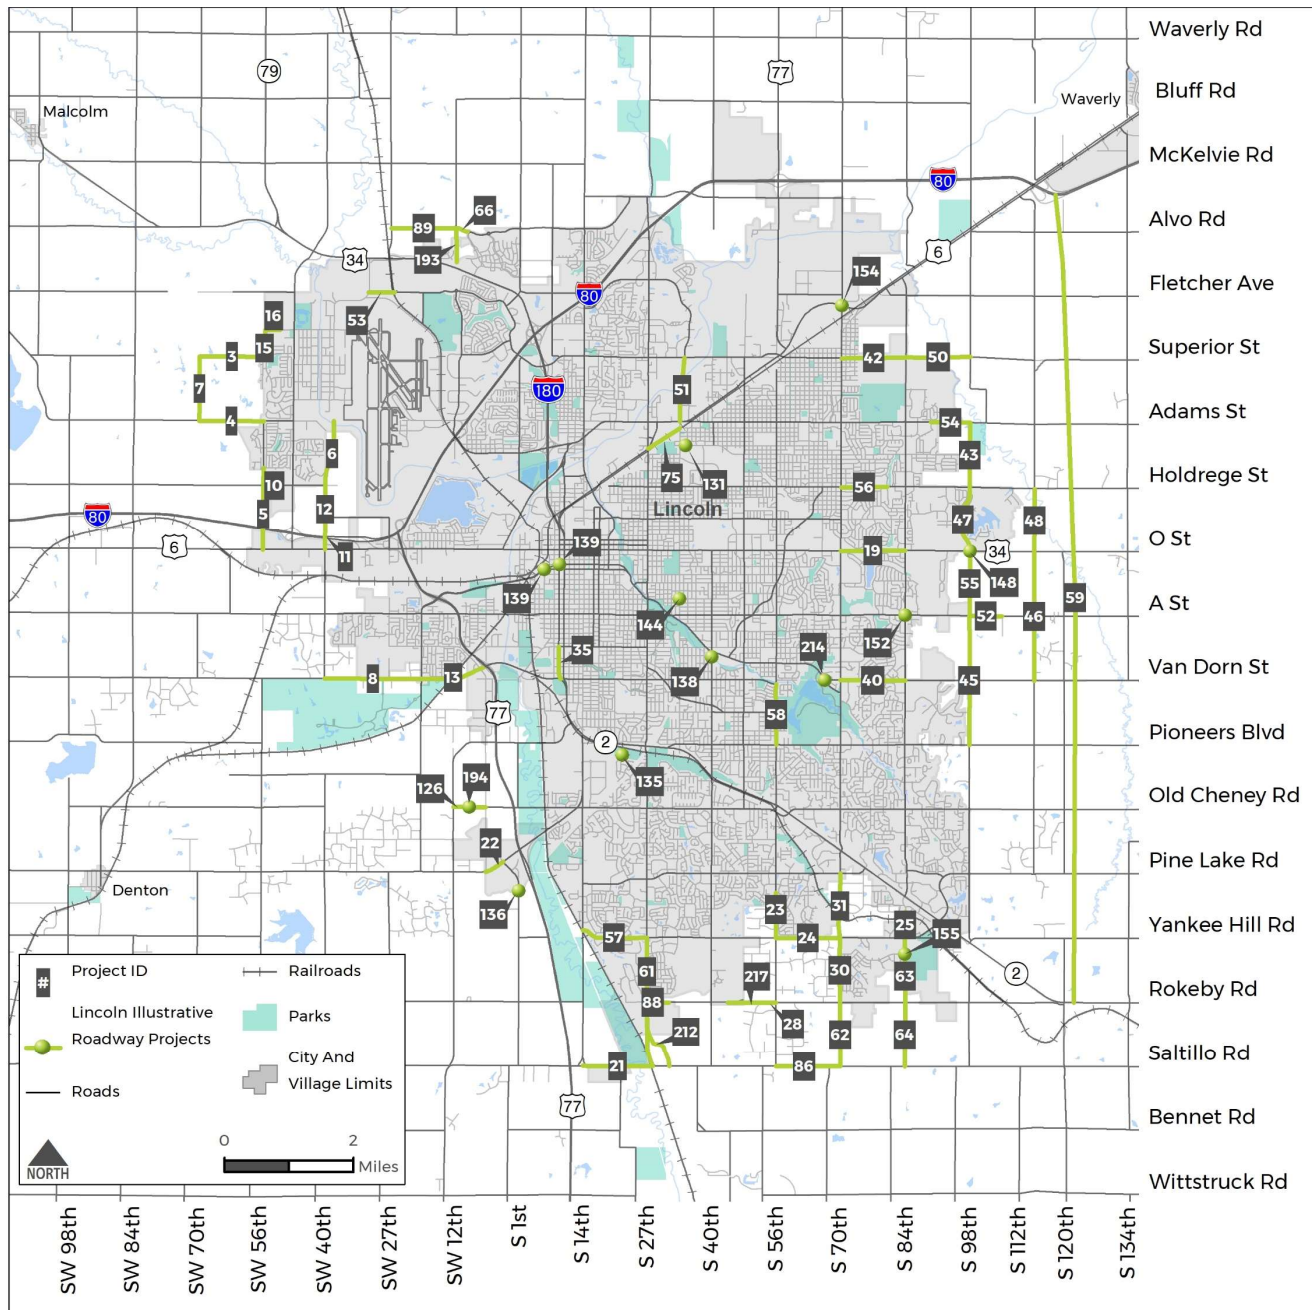 Waverly Rd
79
77
Bluff Rd
Waverly
Malcolm
McKelvie Rd
80
66
Alvo Rd
89
193
34
6
154
Fletcher Ave
80
16
53
15
3
Superior St
42
50
7
180
51
4
Adams St
54
6
43
75
131
Holdrege St
10
56
Lincoln
5
12
80
47
48
O St
6
139
11
19
34
148
55
59
139
A St
144
52
46
152
35
214
138
Van Dorn St
8
13
40
45
77
58
Pioneers Blvd
2
135
126
194
Old Cheney Rd
22
Pine Lake Rd
Denton
136
23
31
25
155
Yankee Hill Rd
57
24
61
217
30
63
2
Rokeby Rd
88
28
212
62
64
Saltillo Rd
21
86
77
Bennet Rd
Wittstruck Rd
# Project ID
Lincoln Illustrative
Roadway Projects
Roads
Railroads
Parks
City And
Village Limits
NORTH
0 2
Miles
SW 98th
SW 84th
SW 70th
SW 56th
SW 40th
SW 27th
SW 12th
S 1st
S 14th
S 27th
S 40th
S 56th
S 70th
S 84th
S 98th
S 112th
S 120th
S 134th